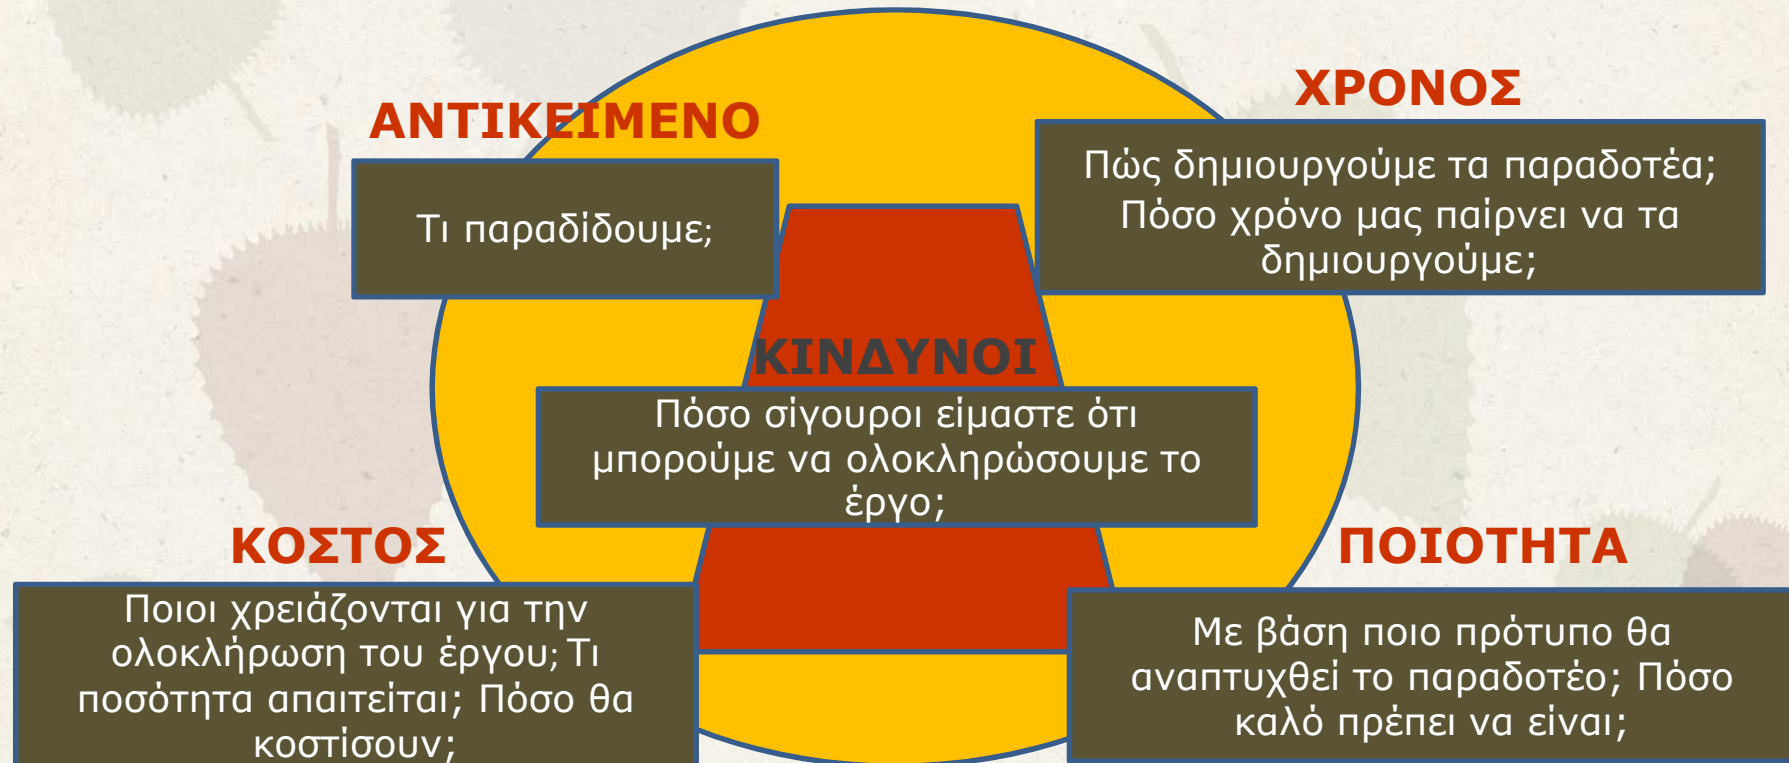 ΑΝΤΙΚΕΙΜΕΝΟ
Τι παραδίδουμε;
ΧΡΟΝΟΣ
Πώς δημιουργούμε τα παραδοτέα;
Πόσο χρόνο μας παίρνει να τα
δημιουργούμε;
ΚΙΝΔΥΝΟΙ
Πόσο σίγουροι είμαστε ότι
μπορούμε να ολοκληρώσουμε το
έργο;
ΚΟΣΤΟΣ
Ποιοι χρειάζονται για την
ολοκλήρωση του έργου; Τι
ποσότητα απαιτείται; Πόσο θα
κοστίσουν;
ΠΟΙΟΤΗΤΑ
Με βάση ποιο πρότυπο θα
αναπτυχθεί το παραδοτέο; Πόσο
καλό πρέπει να είναι;